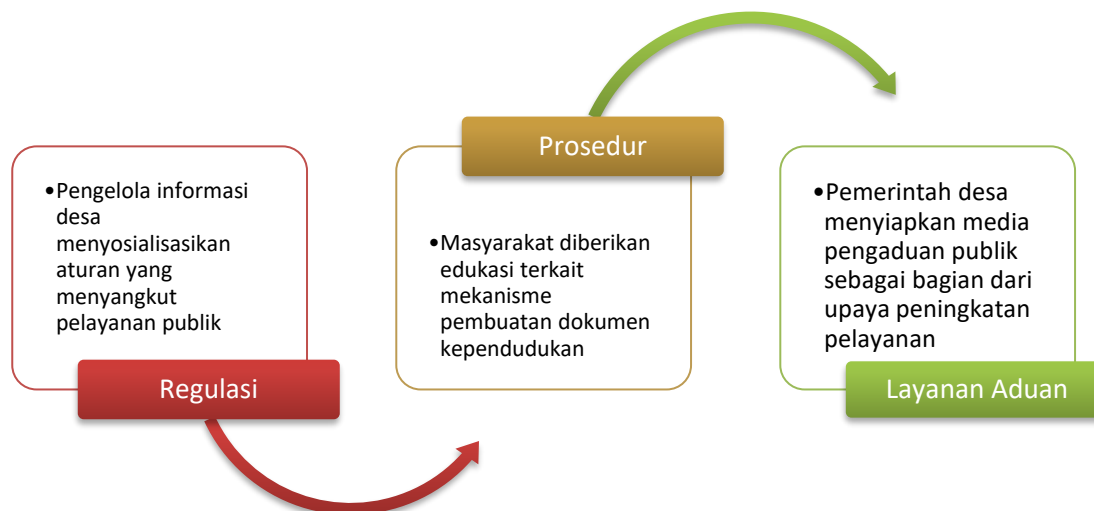 •Pengelola informasi
desa
menyosialisasikan
aturan yang
menyangkut
pelayanan publik
Regulasi
Prosedur
•Masyarakat diberikan
edukasi terkait
mekanisme
pembuatan dokumen
kependudukan
•Pemerintah desa
menyiapkan media
pengaduan publik
sebagai bagian dari
upaya peningkatan
pelayanan
Layanan Aduan